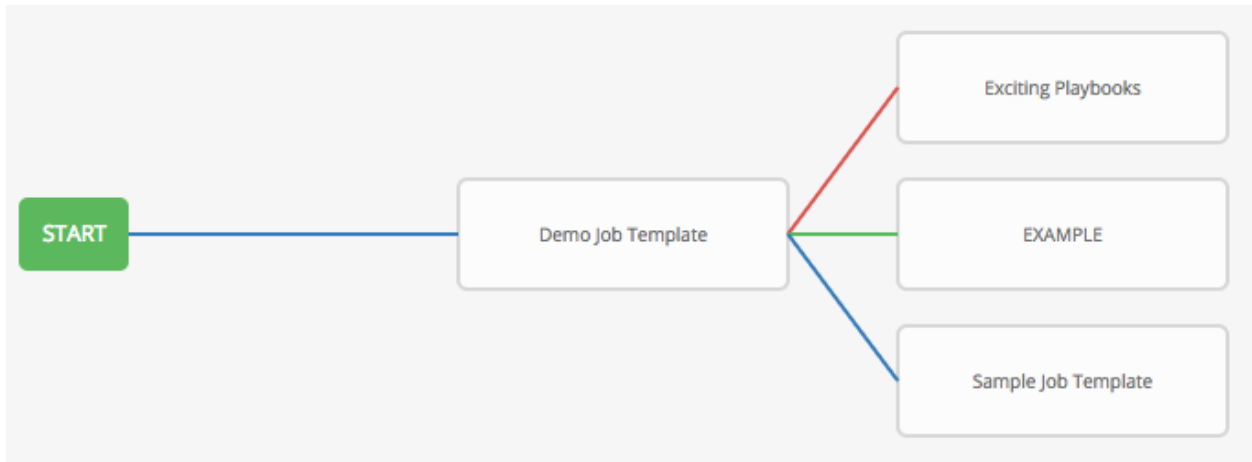 START
Demo Job Template
Exciting Playbooks
EXAMPLE
Sample Job Template